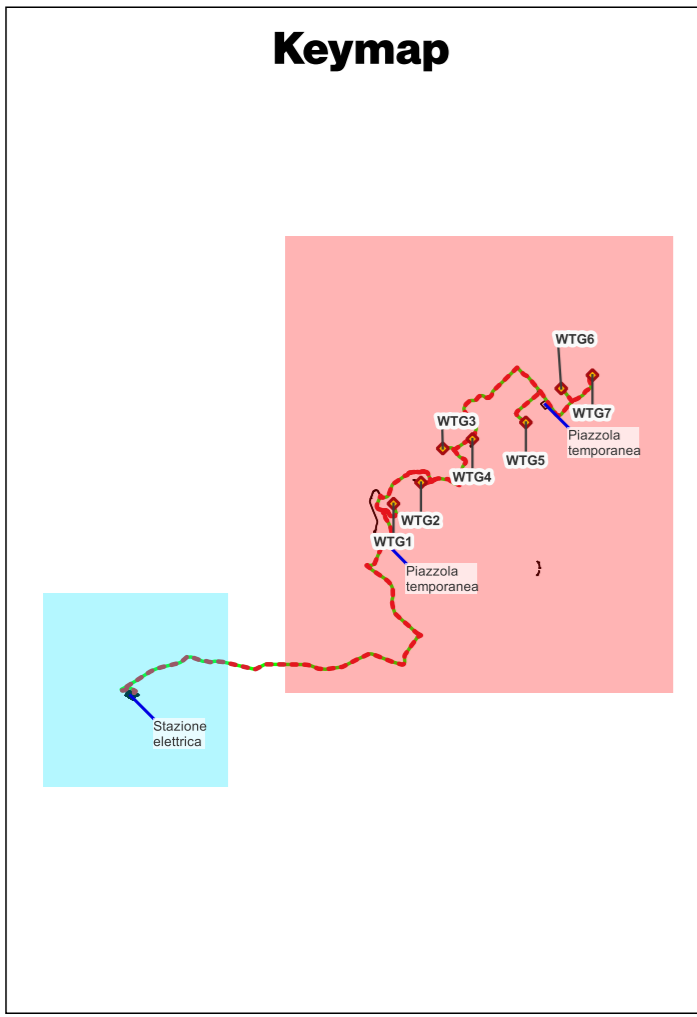 Keymap
WTG6
WTG7
WTG3
Piazzola
temporanea
WTG5
WTG4
WTG2
WTG1
Piazzola
temporanea
Stazione
elettrica